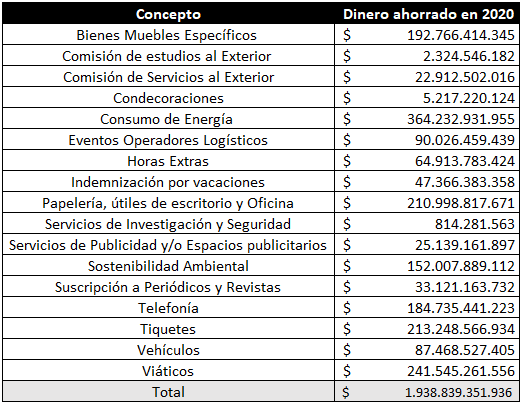 Concepto Dinero ahorrado en 2020
Bienes Muebles Específicos $ 192.766.414.345
Comisión de estudios al Exterior $ 2.324.546.182
Comisión de Servicios al Exterior $ 22.912.502.016
Condecoraciones $ 5.217.220.124
Consumo de Energía $ 364.232.931.955
Eventos Operadores Logísticos $ 90.026.459.439
Horas Extras $ 64.913.783.424
Indemnización por vacaciones $ 47.366.383.358
Papelería, útiles de escritorio y Oficina $ 210.998.817.671
Servicios de Investigación y Seguridad $ 814.281.563
Servicios de Publicidad y/o Espacios publicitarios $ 25.139.161.897
Sostenibilidad Ambiental $ 152.007.889.112
Suscripción a Periódicos y Revistas $ 33.121.163.732
Telefonía $ 184.735.441.223
Tiquetes $ 213.248.566.934
Vehículos $ 87.468.527.405
Viáticos $ 241.545.261.556
Total $ 1.938.839.351.936